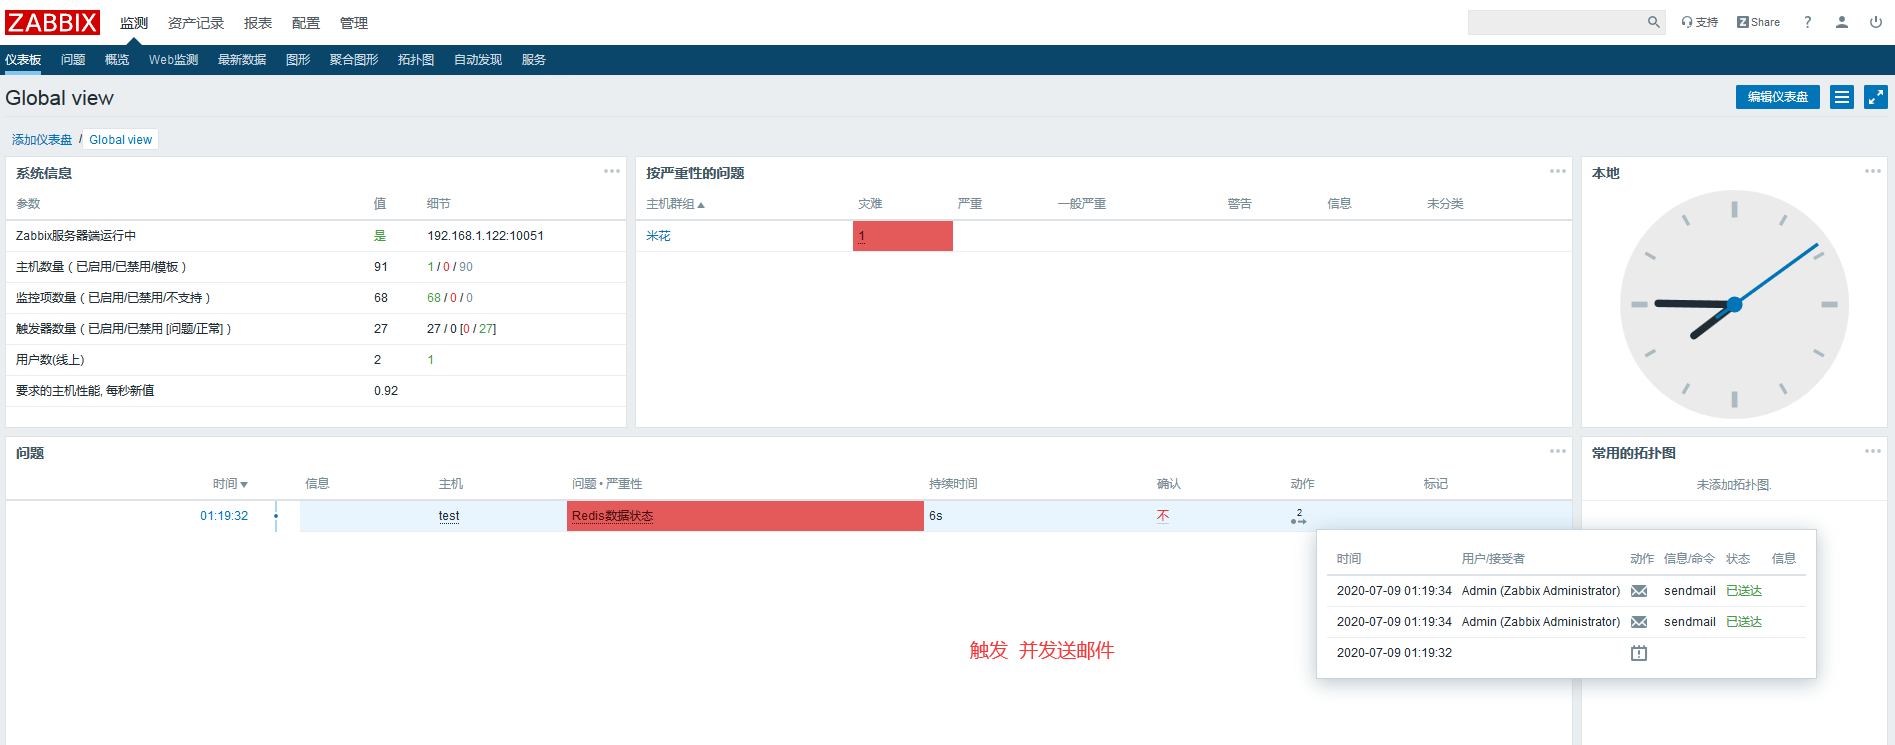 ZABBIX 监测 资产记录 报表 配置 管理 支持 Z Share ?
仪表板 问题 概览 Web监测 最新数据 图形 聚合图形 拓扑图 自动发现 服务
Global view 编辑仪表盘
添加仪表盘 / Global view
系统信息
参数 值 细节
Zabbix服务器端运行中 是 192.168.1.122:10051
主机数量（已启用/已禁用/模板） 91 1 / 0 / 90
监控项数量（已启用/已禁用/不支持） 68 68 / 0 / 0
触发器数量（已启用/已禁用 [问题/正常]） 27 27 / 0 [0 / 27]
用户数(线上) 2 1
要求的主机性能, 每秒新值 0.92
按严重性的问题
主机群组 灾难 严重 一般严重 警告 信息 未分类
米花 1
本地
问题
时间 信息 主机 问题 • 严重性 持续时间 确认 动作 标记
01:19:32 test Redis数据状态 6s 不 2
常用的拓扑图
未添加拓扑图.
时间 用户/接受者 动作 信息/命令 状态 信息
2020-07-09 01:19:34 Admin (Zabbix Administrator) sendmail 已送达
2020-07-09 01:19:34 Admin (Zabbix Administrator) sendmail 已送达
2020-07-09 01:19:32
触发 并发送邮件